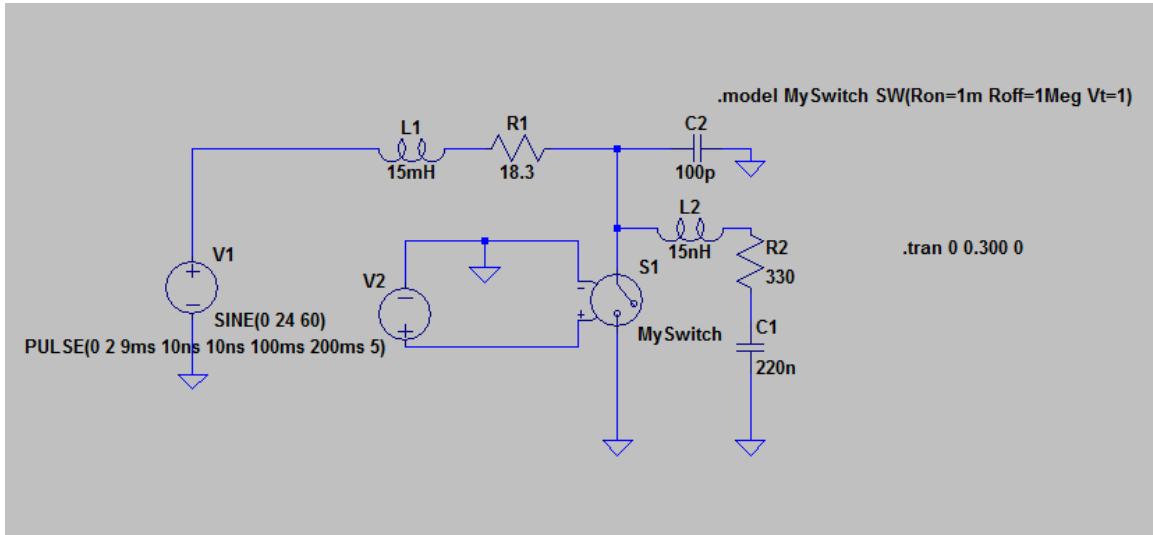 .model MySwitch SW(Ron=1m Roff=1Meg Vt=1)
L1
15mH
R1
18.3
C2
100p
L2
15nH
R2
330
.tran 0 0.300 0
V1
+
−
SINE(0 24 60)
V2
−
+
PULSE(0 2 9ms 10ns 10ns 100ms 200ms 5)
S1
-
+
MySwitch
C1
220n